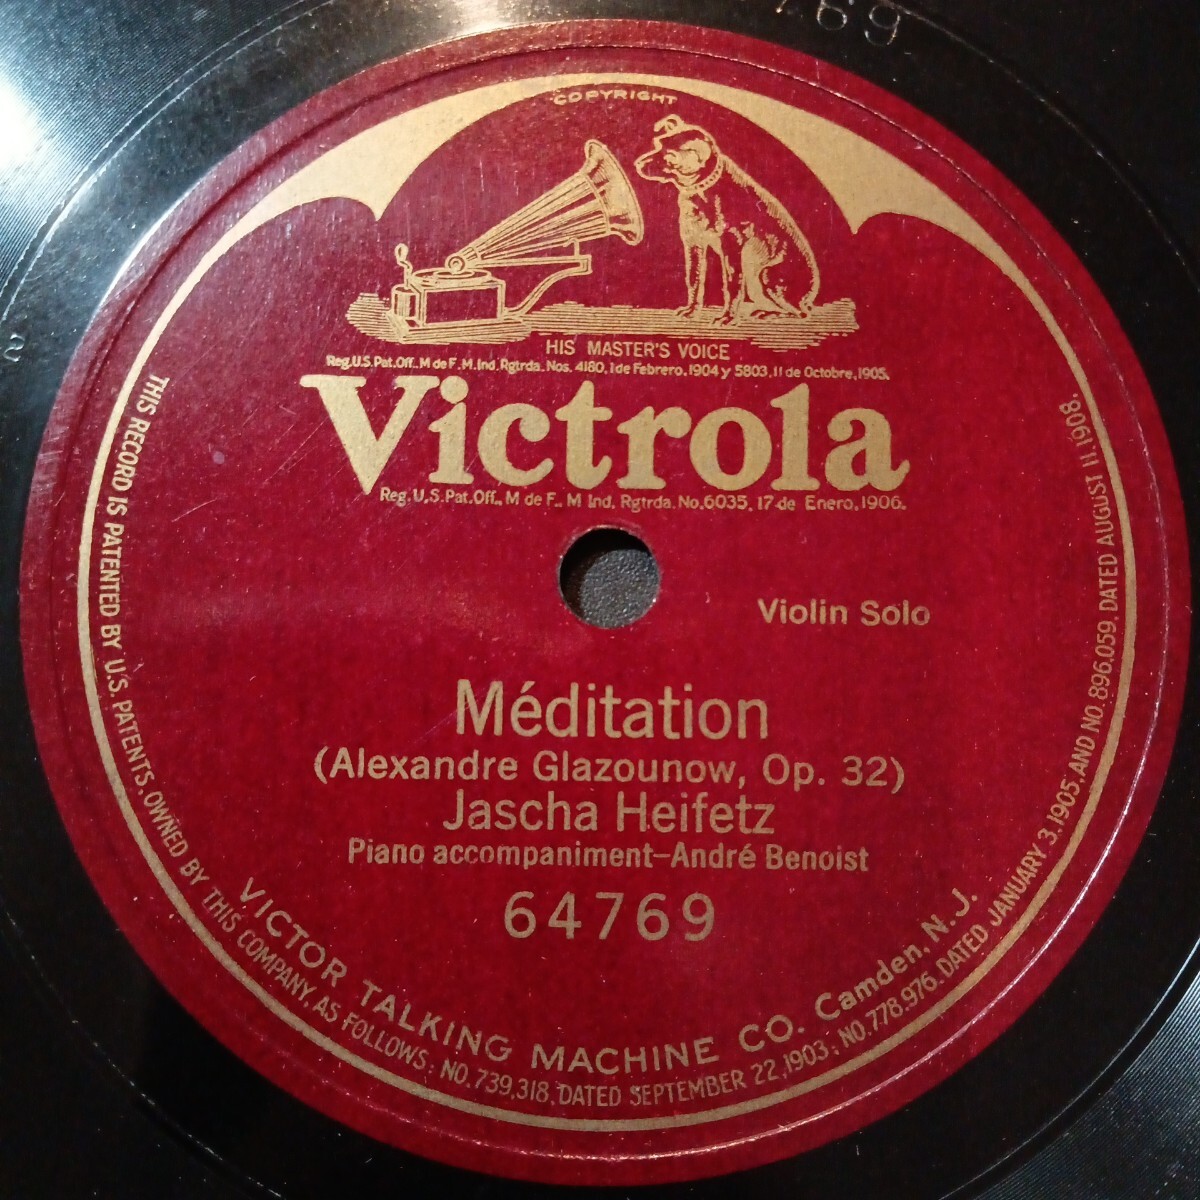 769
COPYRIGHT
HIS MASTER'S VOICE
Reg.U.S.Pat.Off., M de F., M.Ind. Rgtrda. Nos. 4180, 1 de Febrero, 1904 y 5803, 11 de Octobre, 1905.
Victrola
Reg. U.S. Pat. Off., M de F., M Ind, Rgtrda. No. 6035, 17 de Enero, 1906.
Violin Solo
Méditation
(Alexandre Glazounow, Op. 32)
Jascha Heifetz
Piano accompaniment—André Benoist
64769
VICTOR TALKING MACHINE CO. Camden, N. J.
THIS RECORD IS PATENTED BY U.S. PATENTS, OWNED BY THIS COMPANY, AS FOLLOWS: NO. 739,318, DATED SEPTEMBER 22, 1903; NO. 778,976, DATED JANUARY 3, 1905, AND NO. 896,059, DATED AUGUST 11, 1908.
2